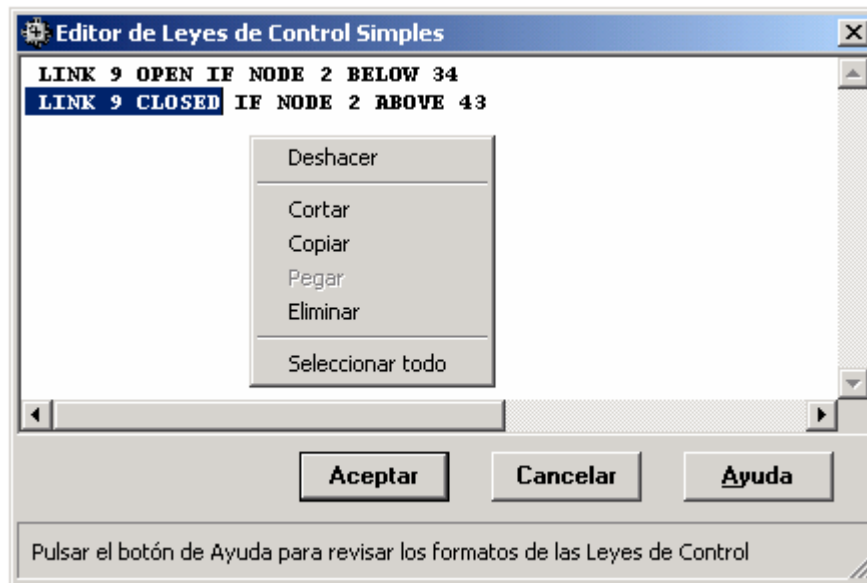 Editor de Leyes de Control Simples
LINK 9 OPEN IF NODE 2 BELOW 34
LINK 9 CLOSED IF NODE 2 ABOVE 43
Deshacer
Cortar
Copiar
Pegar
Eliminar
Seleccionar todo
Aceptar Cancelar Ayuda
Pulsar el botón de Ayuda para revisar los formatos de las Leyes de Control